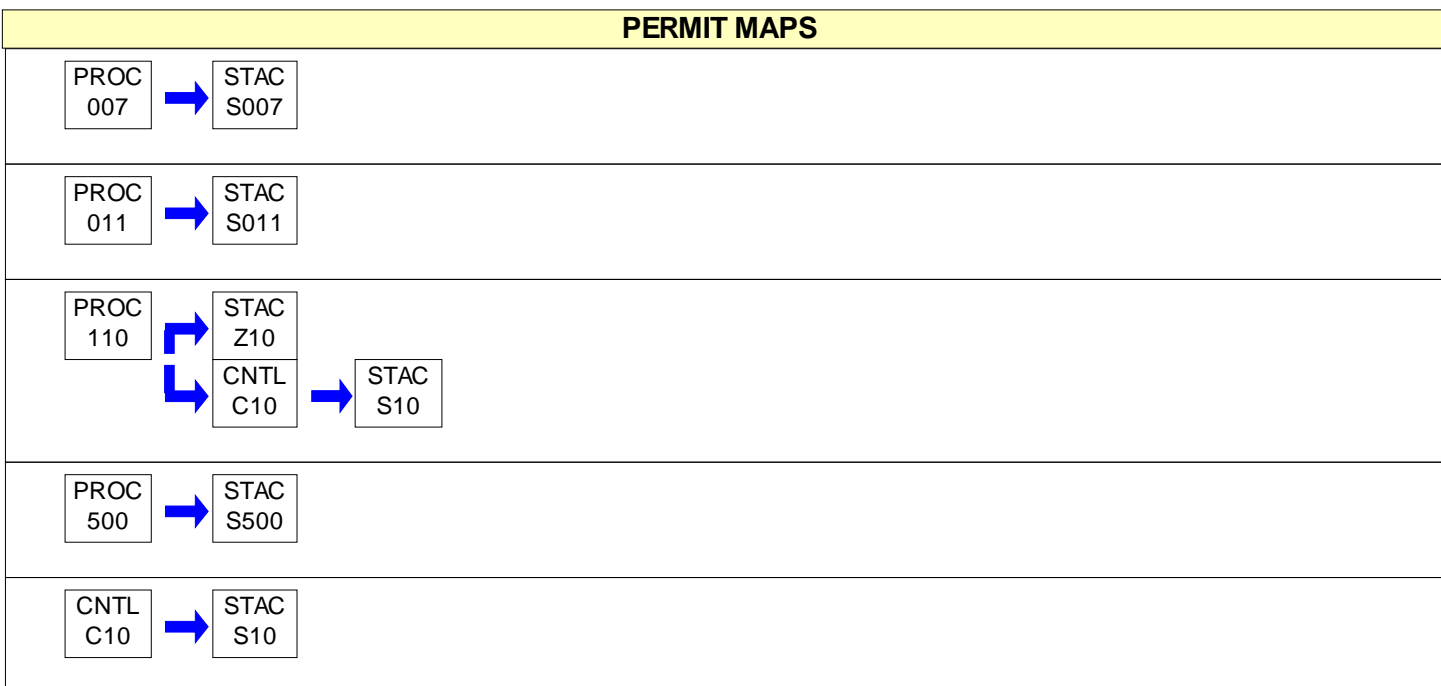 PERMIT MAPS
PROC
007
STAC
S007
PROC
011
STAC
S011
PROC
110
STAC
Z10
CNTL
C10
STAC
S10
PROC
500
STAC
S500
CNTL
C10
STAC
S10